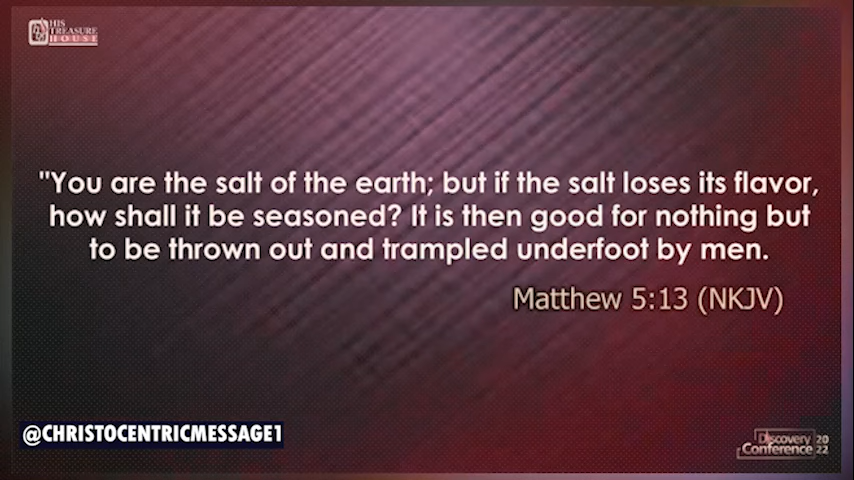 HIS
TREASURE
HOUSE
"You are the salt of the earth; but if the salt loses its flavor,
how shall it be seasoned? It is then good for nothing but
to be thrown out and trampled underfoot by men.
Matthew 5:13 (NKJV)
@CHRISTOCENTRICMESSAGE1
Discovery
Conference
20
22